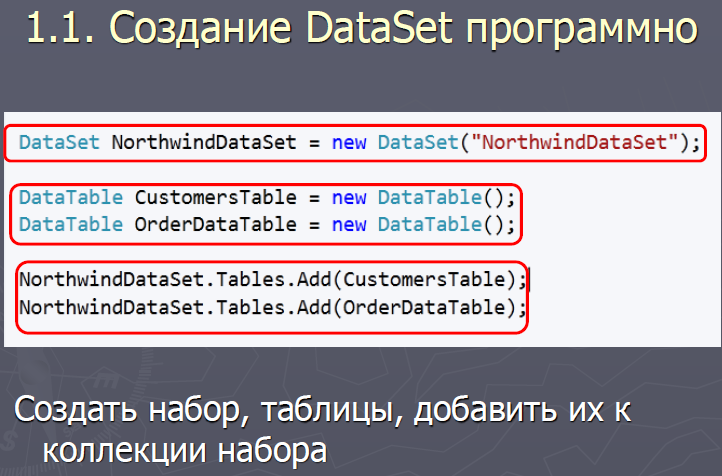 1.1. Создание DataSet программно
DataSet NorthwindDataSet = new DataSet("NorthwindDataSet");
DataTable CustomersTable = new DataTable();
DataTable OrderDataTable = new DataTable();
NorthwindDataSet.Tables.Add(CustomersTable);
NorthwindDataSet.Tables.Add(OrderDataTable);
Создать набор, таблицы, добавить их к
коллекции набора